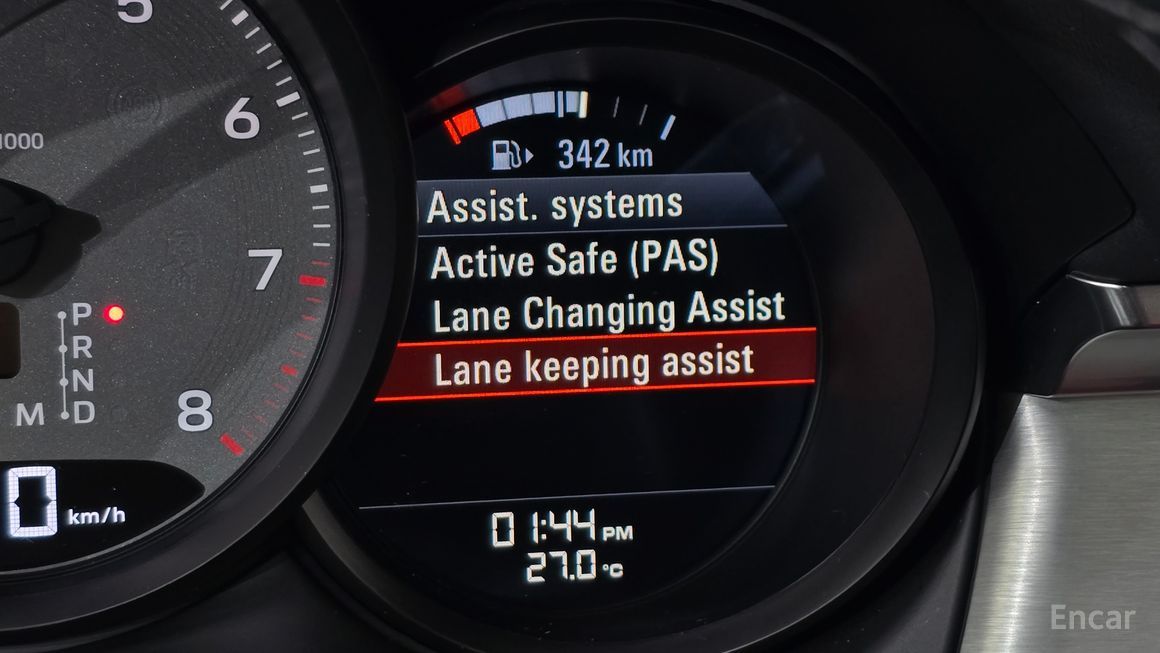 5
6
1000
7
8
P
R
N
M D
0 km/h
342 km
Assist. systems
Active Safe (PAS)
Lane Changing Assist
Lane keeping assist
01:44 PM
27.0 °C
Encar